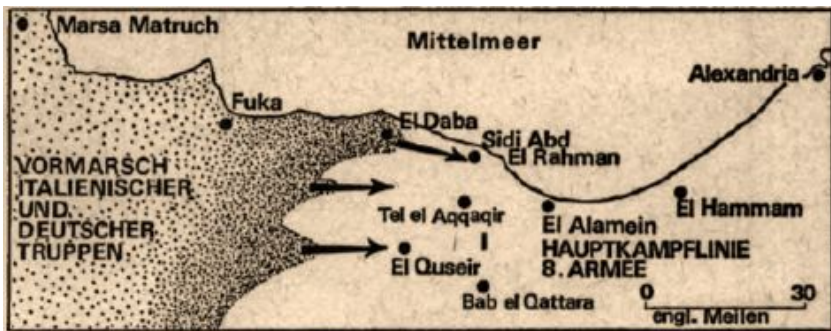 Marsa Matruch
Mittelmeer
Alexandria
Fuka
El Daba
Sidi Abd
El Rahman
VORMARSCH
ITALIENISCHER
UND
DEUTSCHER
TRUPPEN
Tel el Aqqaqir
El Alamein
El Hammam
HAUPTKAMPFLINIE
8. ARMEE
El Quseir
Bab el Qattara
0
30
engl. Meilen